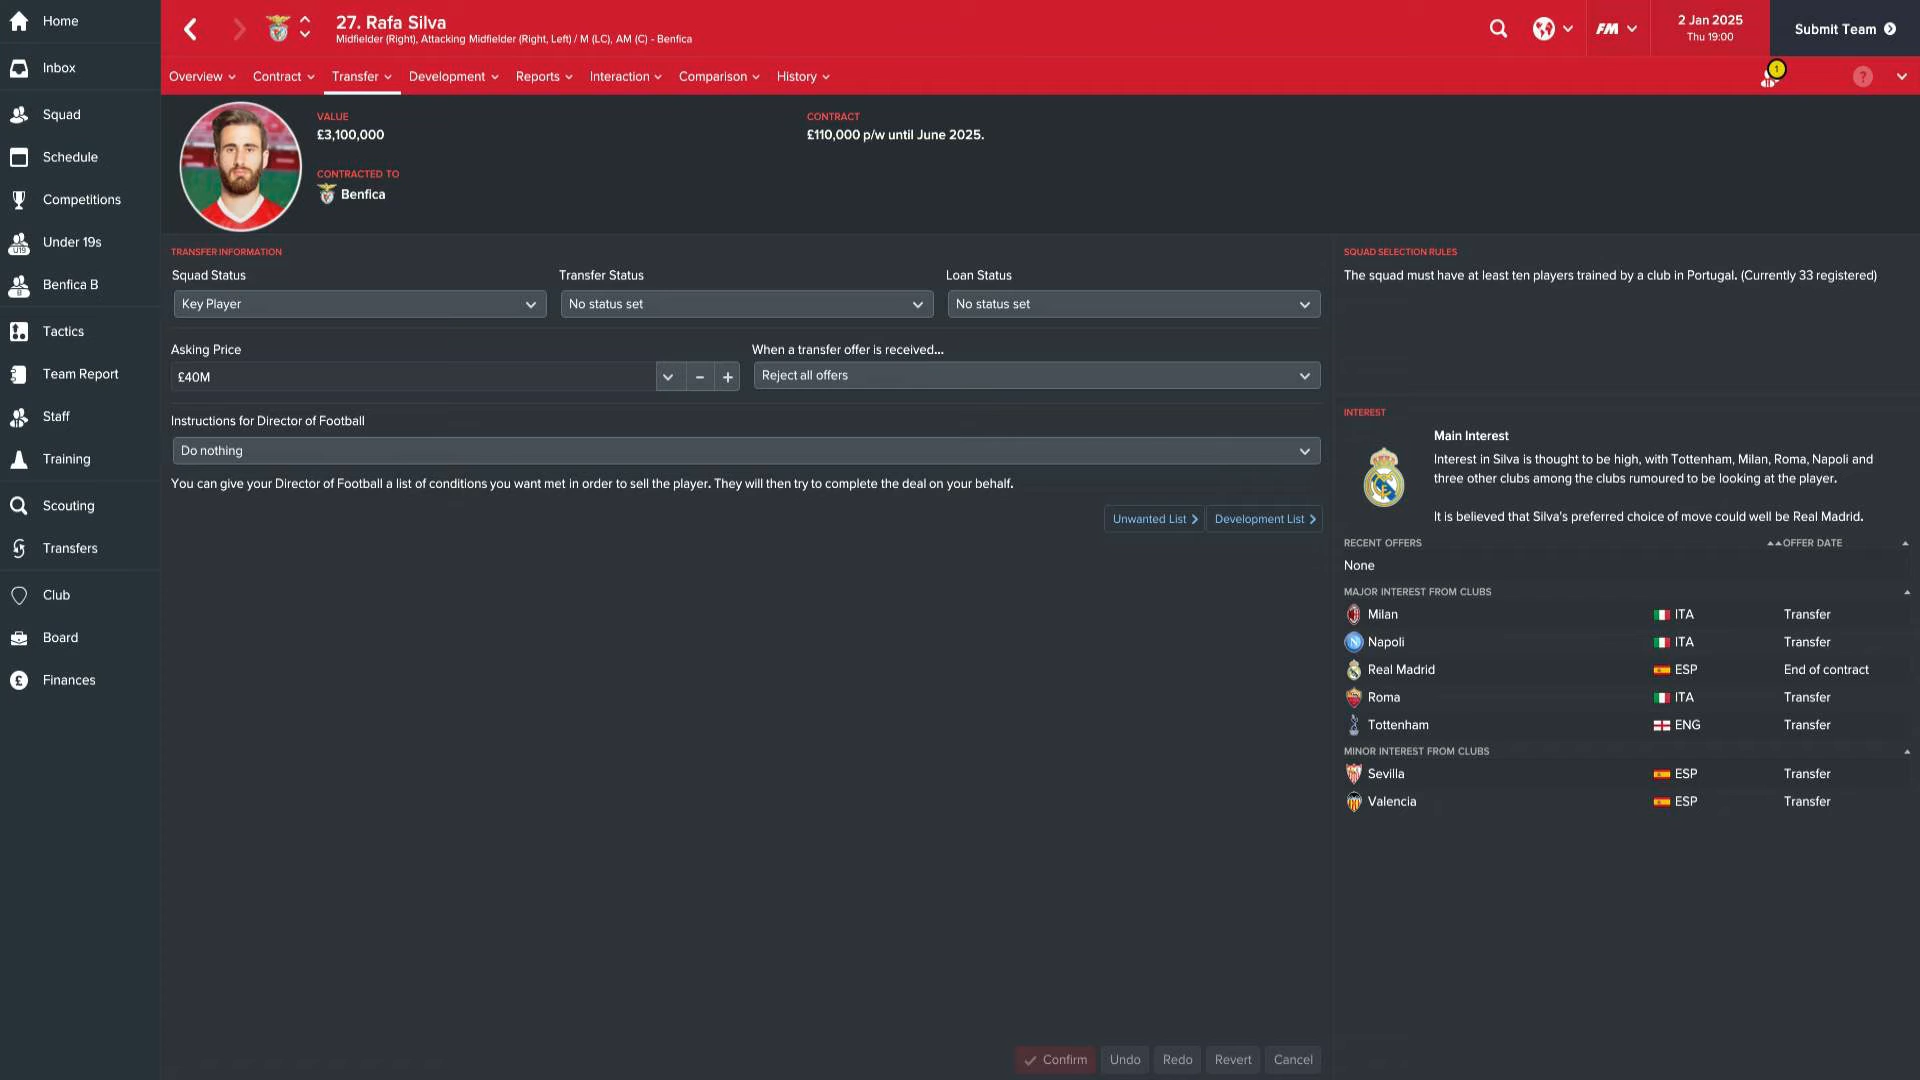 Home
Inbox
Squad
Schedule
Competitions
Under 19s
Benfica B
Tactics
Team Report
Staff
Training
Scouting
Transfers
Club
Board
Finances
27. Rafa Silva
Midfielder (Right), Attacking Midfielder (Right, Left) / M (LC), AM (C) - Benfica
FM
2 Jan 2025
Thu 19:00
Submit Team
Overview
Contract
Transfer
Development
Reports
Interaction
Comparison
History
1
?
VALUE
£3,100,000
CONTRACTED TO
Benfica
CONTRACT
£110,000 p/w until June 2025.
TRANSFER INFORMATION
Squad Status
Transfer Status
Loan Status
Key Player
No status set
No status set
Asking Price
When a transfer offer is received...
£40M
Reject all offers
Instructions for Director of Football
Do nothing
You can give your Director of Football a list of conditions you want met in order to sell the player. They will then try to complete the deal on your behalf.
Unwanted List
Development List
SQUAD SELECTION RULES
The squad must have at least ten players trained by a club in Portugal. (Currently 33 registered)
INTEREST
Main Interest
Interest in Silva is thought to be high, with Tottenham, Milan, Roma, Napoli and
three other clubs among the clubs rumoured to be looking at the player.
It is believed that Silva's preferred choice of move could well be Real Madrid.
RECENT OFFERS OFFER DATE
None
MAJOR INTEREST FROM CLUBS
Milan ITA Transfer
Napoli ITA Transfer
Real Madrid ESP End of contract
Roma ITA Transfer
Tottenham ENG Transfer
MINOR INTEREST FROM CLUBS
Sevilla ESP Transfer
Valencia ESP Transfer
Confirm
Undo
Redo
Revert
Cancel